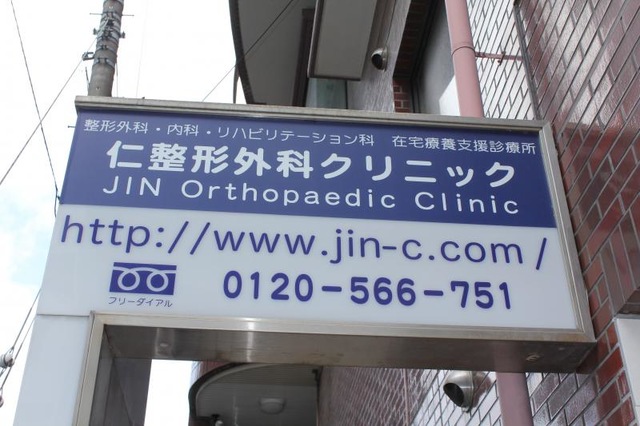 整形外科・内科・リハビリテーション科　在宅療養支援診療所
仁整形外科クリニック
JIN Orthopaedic Clinic
http://www.jin-c.com/
フリーダイアル
0120-566-751